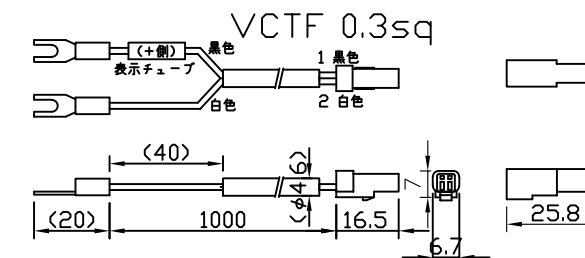 VCTF 0.3sq
(+側)
黒色
表示チューブ
1 黒色
白色
2 白色
(40)
(φ4.6)
7
(20)
1000
16.5
6.7
25.8